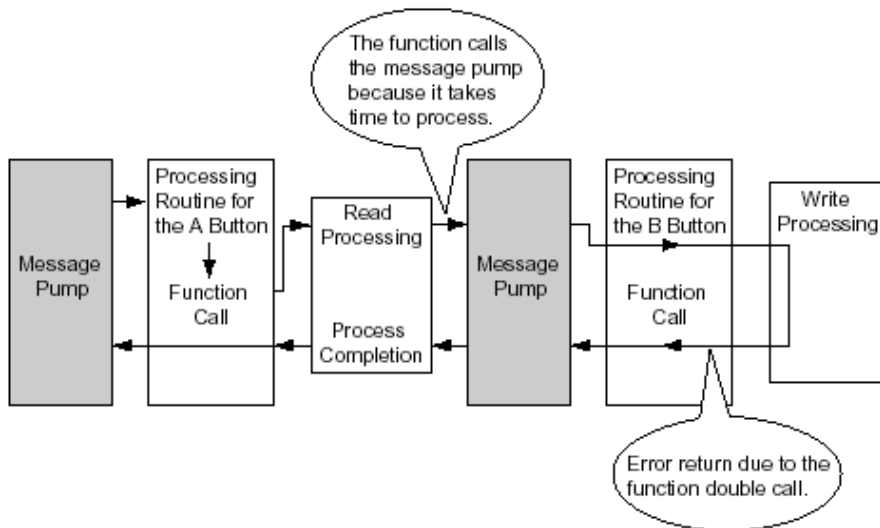 The function calls
the message pump
because it takes
time to process.
Message
Pump
Processing
Routine for
the A Button
Function
Call
Read
Processing
Process
Completion
Message
Pump
Processing
Routine for
the B Button
Function
Call
Write
Processing
Error return due to the
function double call.